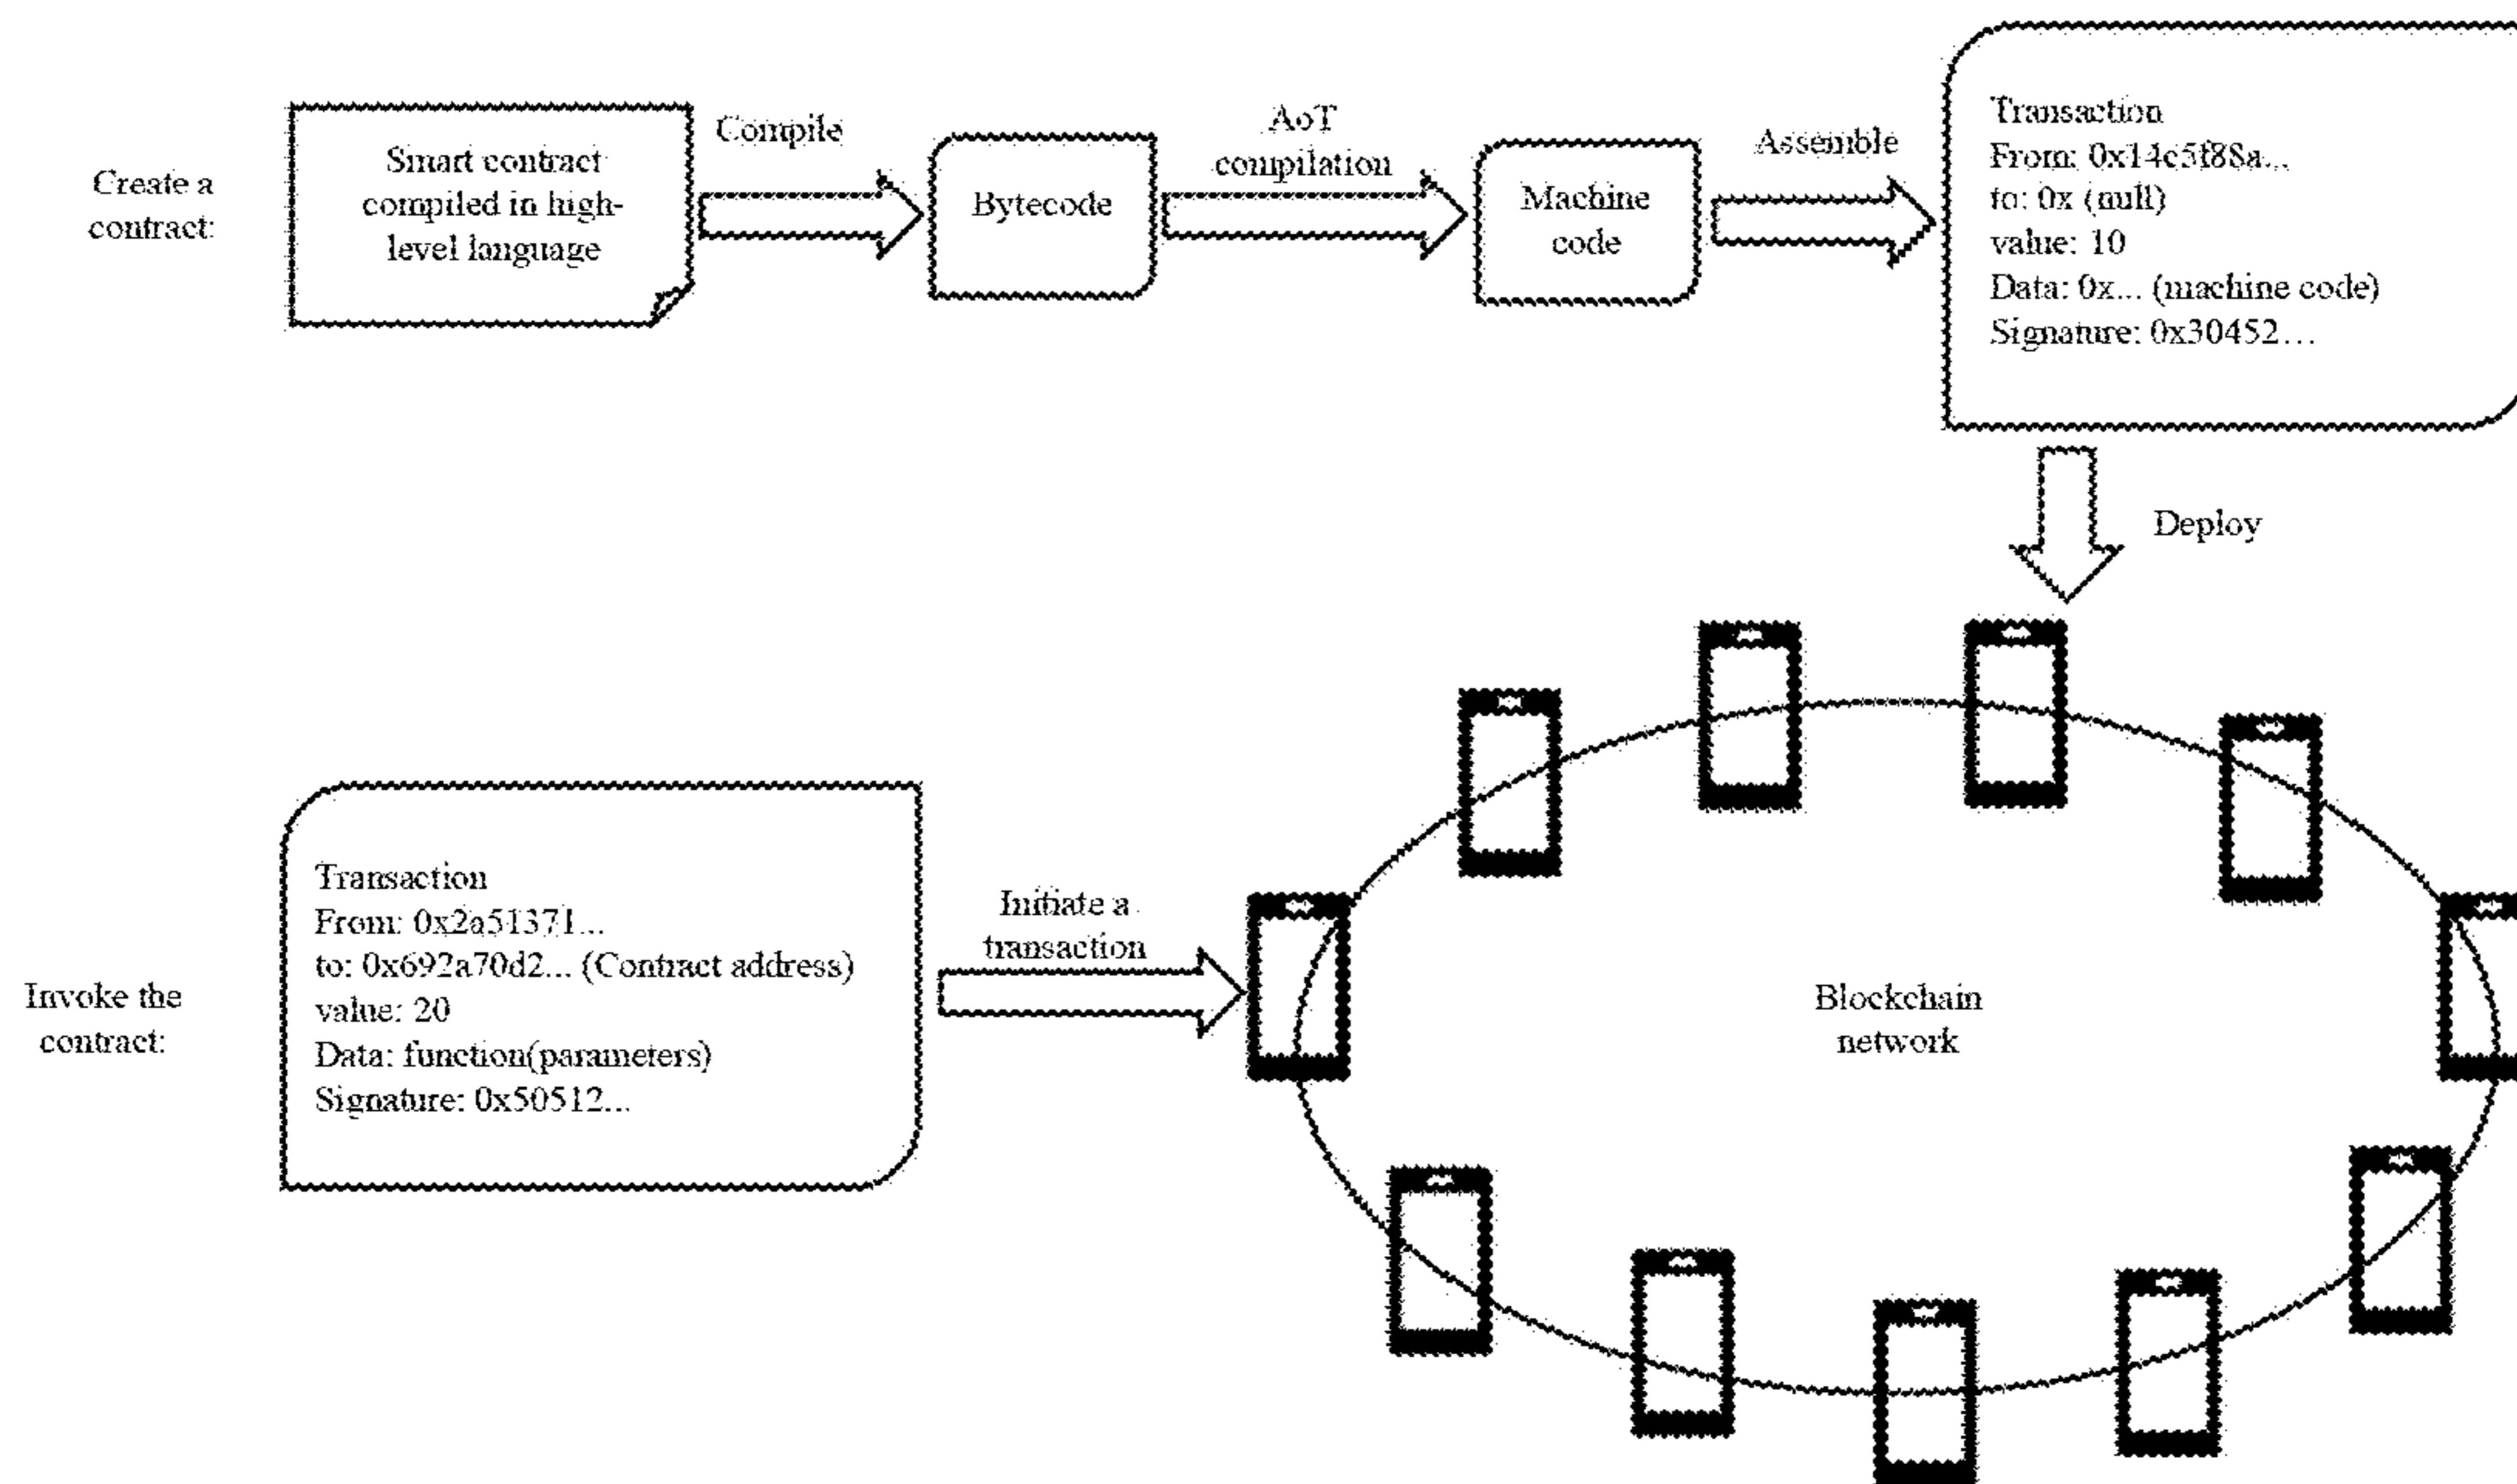 Create a
contract:
Smart contract
compiled in high-
level language
Compile
Bytecode
AoT
compilation
Machine
code
Assemble
Transaction
From: 0x14c5f88a...
to: 0x (null)
value: 10
Data: 0x... (machine code)
Signature: 0x30452...
Deploy
Invoke the
contract:
Transaction
From: 0x2a51371...
to: 0x692a70d2... (Contract address)
value: 20
Data: function(parameters)
Signature: 0x50512...
Initiate a
transaction
Blockchain
network